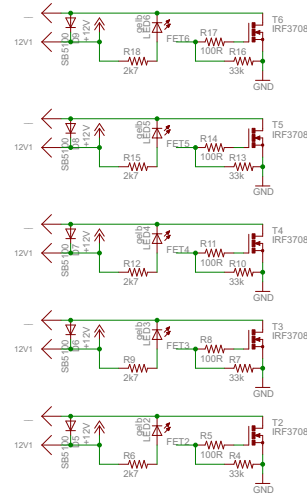 T6
IRF3708
gelb
LED6
FET6
R17
100R
R16
33k
GND
R18
2k7
+12V
D9
SB5100
12V1
T5
IRF3708
gelb
LED5
FET5
R14
100R
R13
33k
GND
R15
2k7
+12V
D8
SB5100
12V1
T4
IRF3708
gelb
LED4
FET4
R11
100R
R10
33k
GND
R12
2k7
+12V
D7
SB5100
12V1
T3
IRF3708
gelb
LED3
FET3
R8
100R
R7
33k
GND
R9
2k7
+12V
D6
SB5100
12V1
T2
IRF3708
gelb
LED2
FET2
R5
100R
R4
33k
GND
R6
2k7
+12V
D5
SB5100
12V1